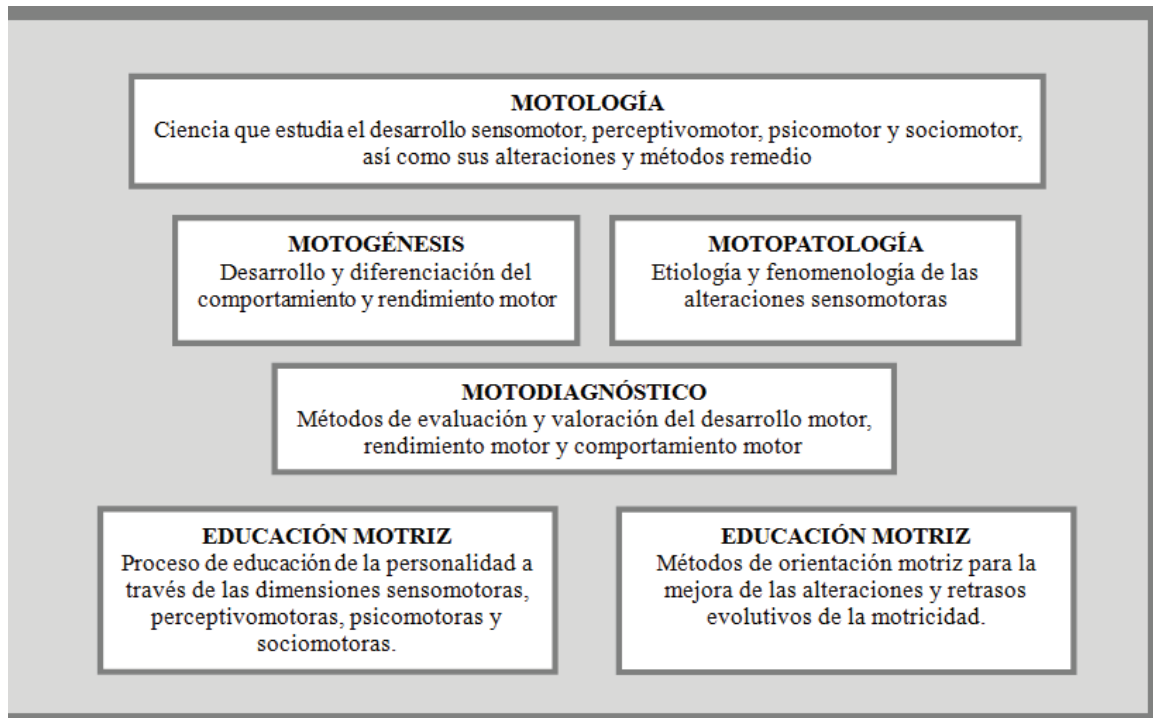 MOTOLOGÍA
Ciencia que estudia el desarrollo sensomotor, perceptivomotor, psicomotor y sociomotor,
así como sus alteraciones y métodos remedio
MOTOGÉNESIS
Desarrollo y diferenciación del
comportamiento y rendimiento motor
MOTOPATOLOGÍA
Etiología y fenomenología de las
alteraciones sensomotoras
MOTODIAGNÓSTICO
Métodos de evaluación y valoración del desarrollo motor,
rendimiento motor y comportamiento motor
EDUCACIÓN MOTRIZ
Proceso de educación de la personalidad a
través de las dimensiones sensomotoras,
perceptivomotoras, psicomotoras y
sociomotoras.
EDUCACIÓN MOTRIZ
Métodos de orientación motriz para la
mejora de las alteraciones y retrasos
evolutivos de la motricidad.